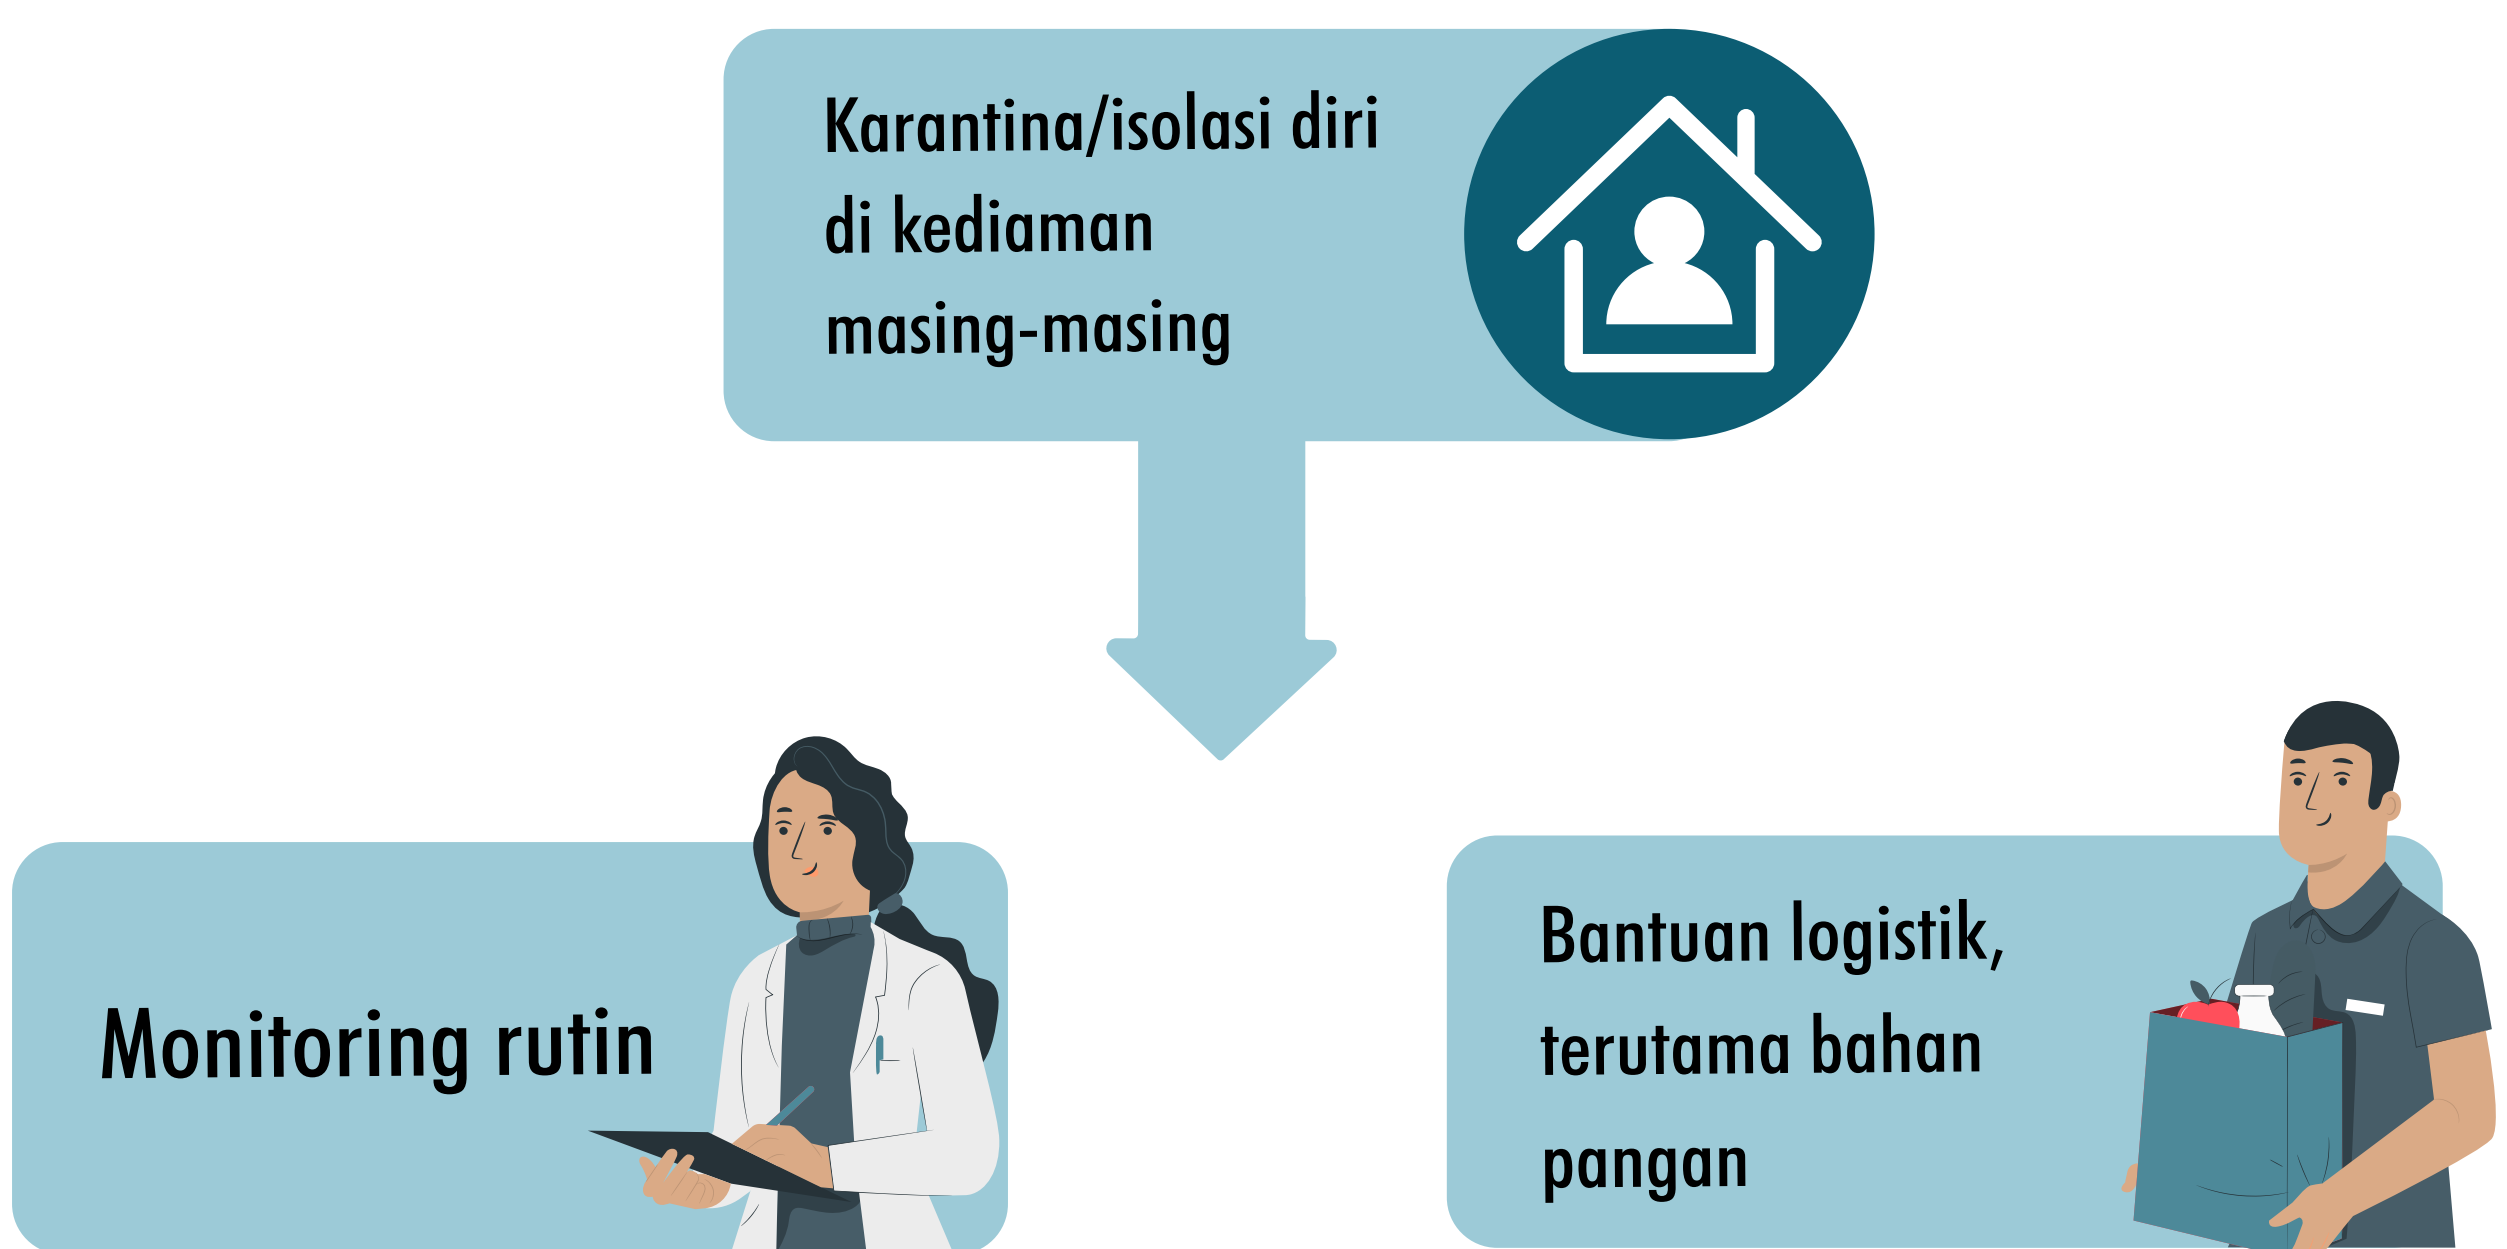 Karantina/isolasi diri
di kediaman
masing-masing
Monitoring rutin
Bantuan logistik,
terutama bahan
pangan